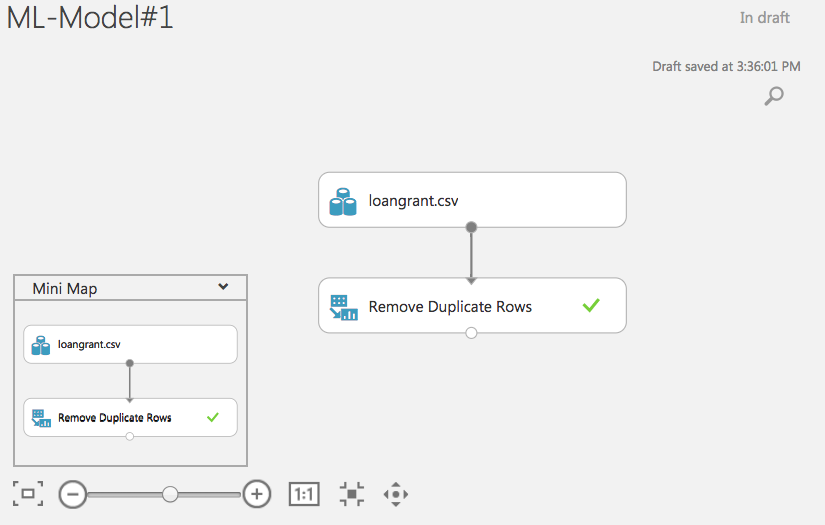 ML-Model#1
In draft
Draft saved at 3:36:01 PM
loangrant.csv
Remove Duplicate Rows
Mini Map
loangrant.csv
Remove Duplicate Rows
1:1